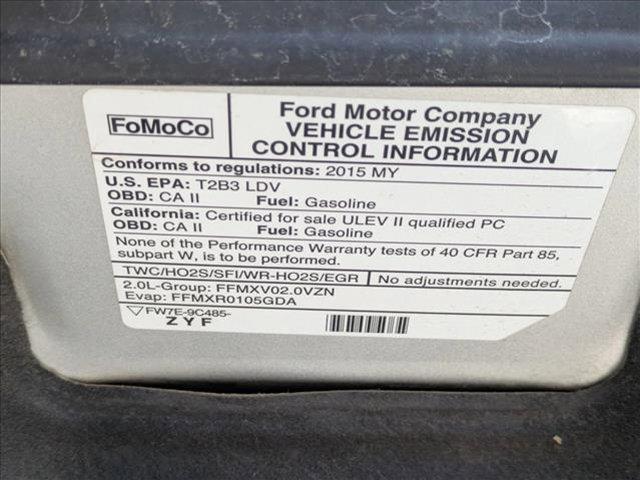 FoMoCo
Ford Motor Company
VEHICLE EMISSION
CONTROL INFORMATION
Conforms to regulations: 2015 MY
U.S. EPA: T2B3 LDV
OBD: CA II Fuel: Gasoline
California: Certified for sale ULEV II qualified PC
OBD: CA II Fuel: Gasoline
None of the Performance Warranty tests of 40 CFR Part 85,
subpart W, is to be performed.
TWC/HO2S/SFI/WR-HO2S/EGR No adjustments needed.
2.0L-Group: FFMXV02.0VZN
Evap: FFMXR0105GDA
FW7E-9C485-
ZYF